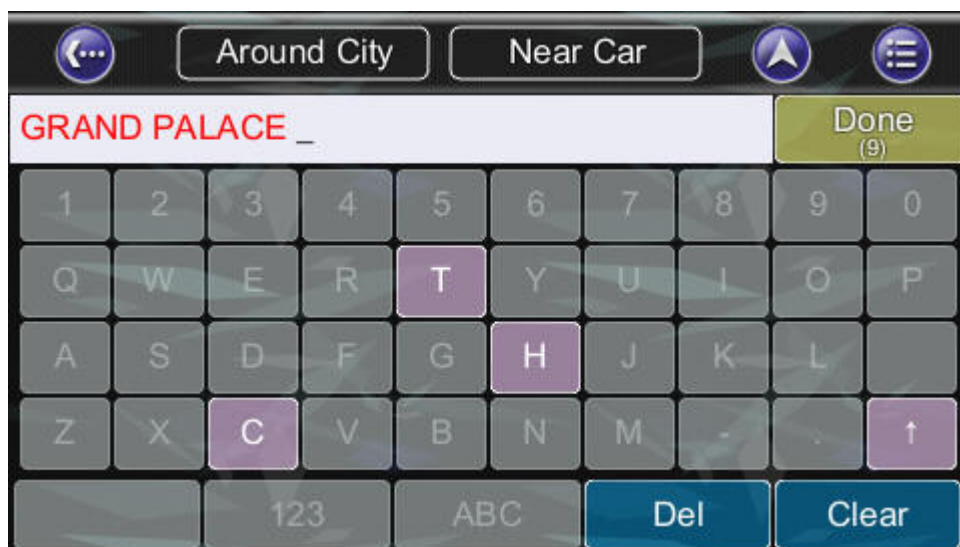 Around City Near Car
GRAND PALACE _ Done
(9)
1 2 3 4 5 6 7 8 9 0
Q W E R T Y U I O P
A S D F G H J K L
Z X C V B N M - . ↑
123 ABC Del Clear